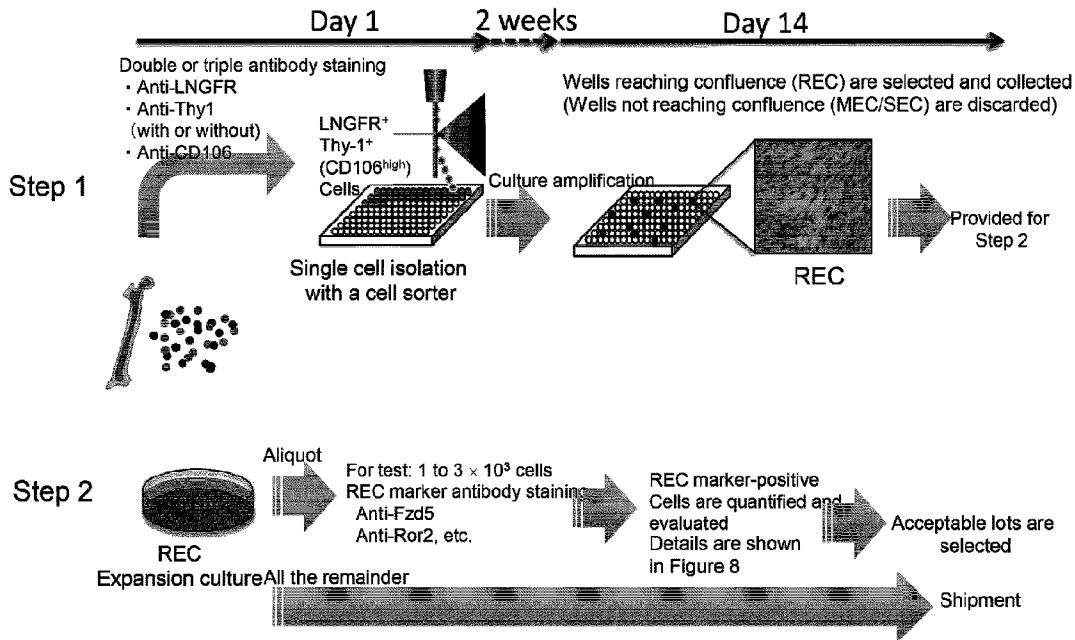 Day 1
2 weeks
Day 14
Double or triple antibody staining
・Anti-LNGFR
・Anti-Thy1
(with or without)
・Anti-CD106
Step 1
LNGFR⁺
Thy-1⁺
(CD106ʰⁱᵍʰ)
Cells
Single cell isolation
with a cell sorter
Culture amplification
Wells reaching confluence (REC) are selected and collected
(Wells not reaching confluence (MEC/SEC) are discarded)
REC
Provided for
Step 2
Step 2
REC
Expansion culture
Aliquot
For test: 1 to 3 × 10³ cells
REC marker antibody staining
Anti-Fzd5
Anti-Ror2, etc.
REC marker-positive
Cells are quantified and
evaluated
Details are shown
in Figure 8
Acceptable lots are
selected
All the remainder
Shipment